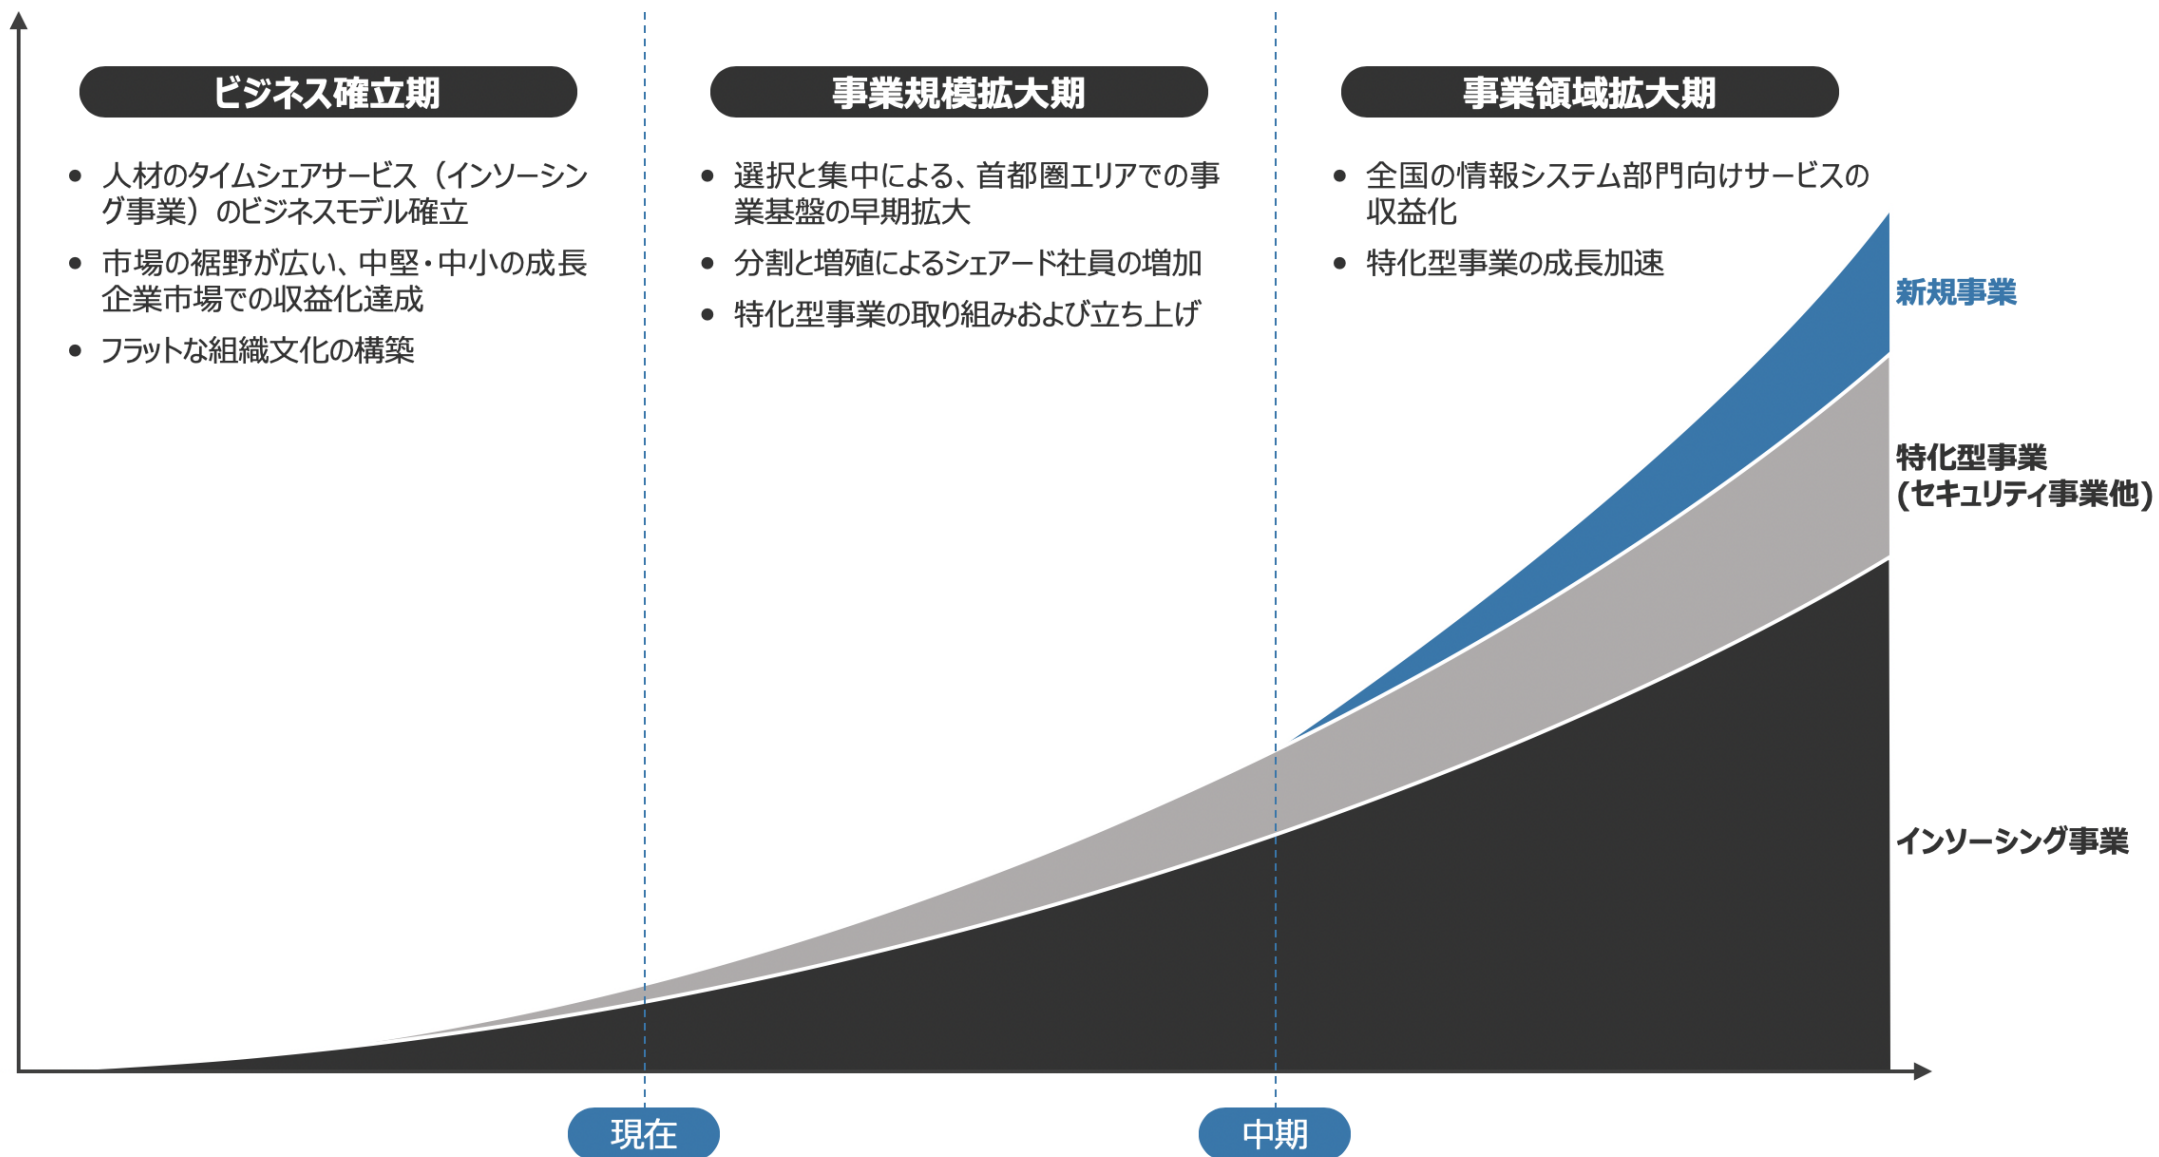 ビジネス確立期
・人材のタイムシェアサービス（インソーシン
グ事業）のビジネスモデル確立
・市場の裾野が広い、中堅・中小の成長
企業市場での収益化達成
・フラットな組織文化の構築
事業規模拡大期
・選択と集中による、首都圏エリアでの事
業基盤の早期拡大
・分割と増殖によるシェアード社員の増加
・特化型事業の取り組みおよび立ち上げ
事業領域拡大期
・全国の情報システム部門向けサービスの
収益化
・特化型事業の成長加速
新規事業
特化型事業
(セキュリティ事業他)
インソーシング事業
現在
中期